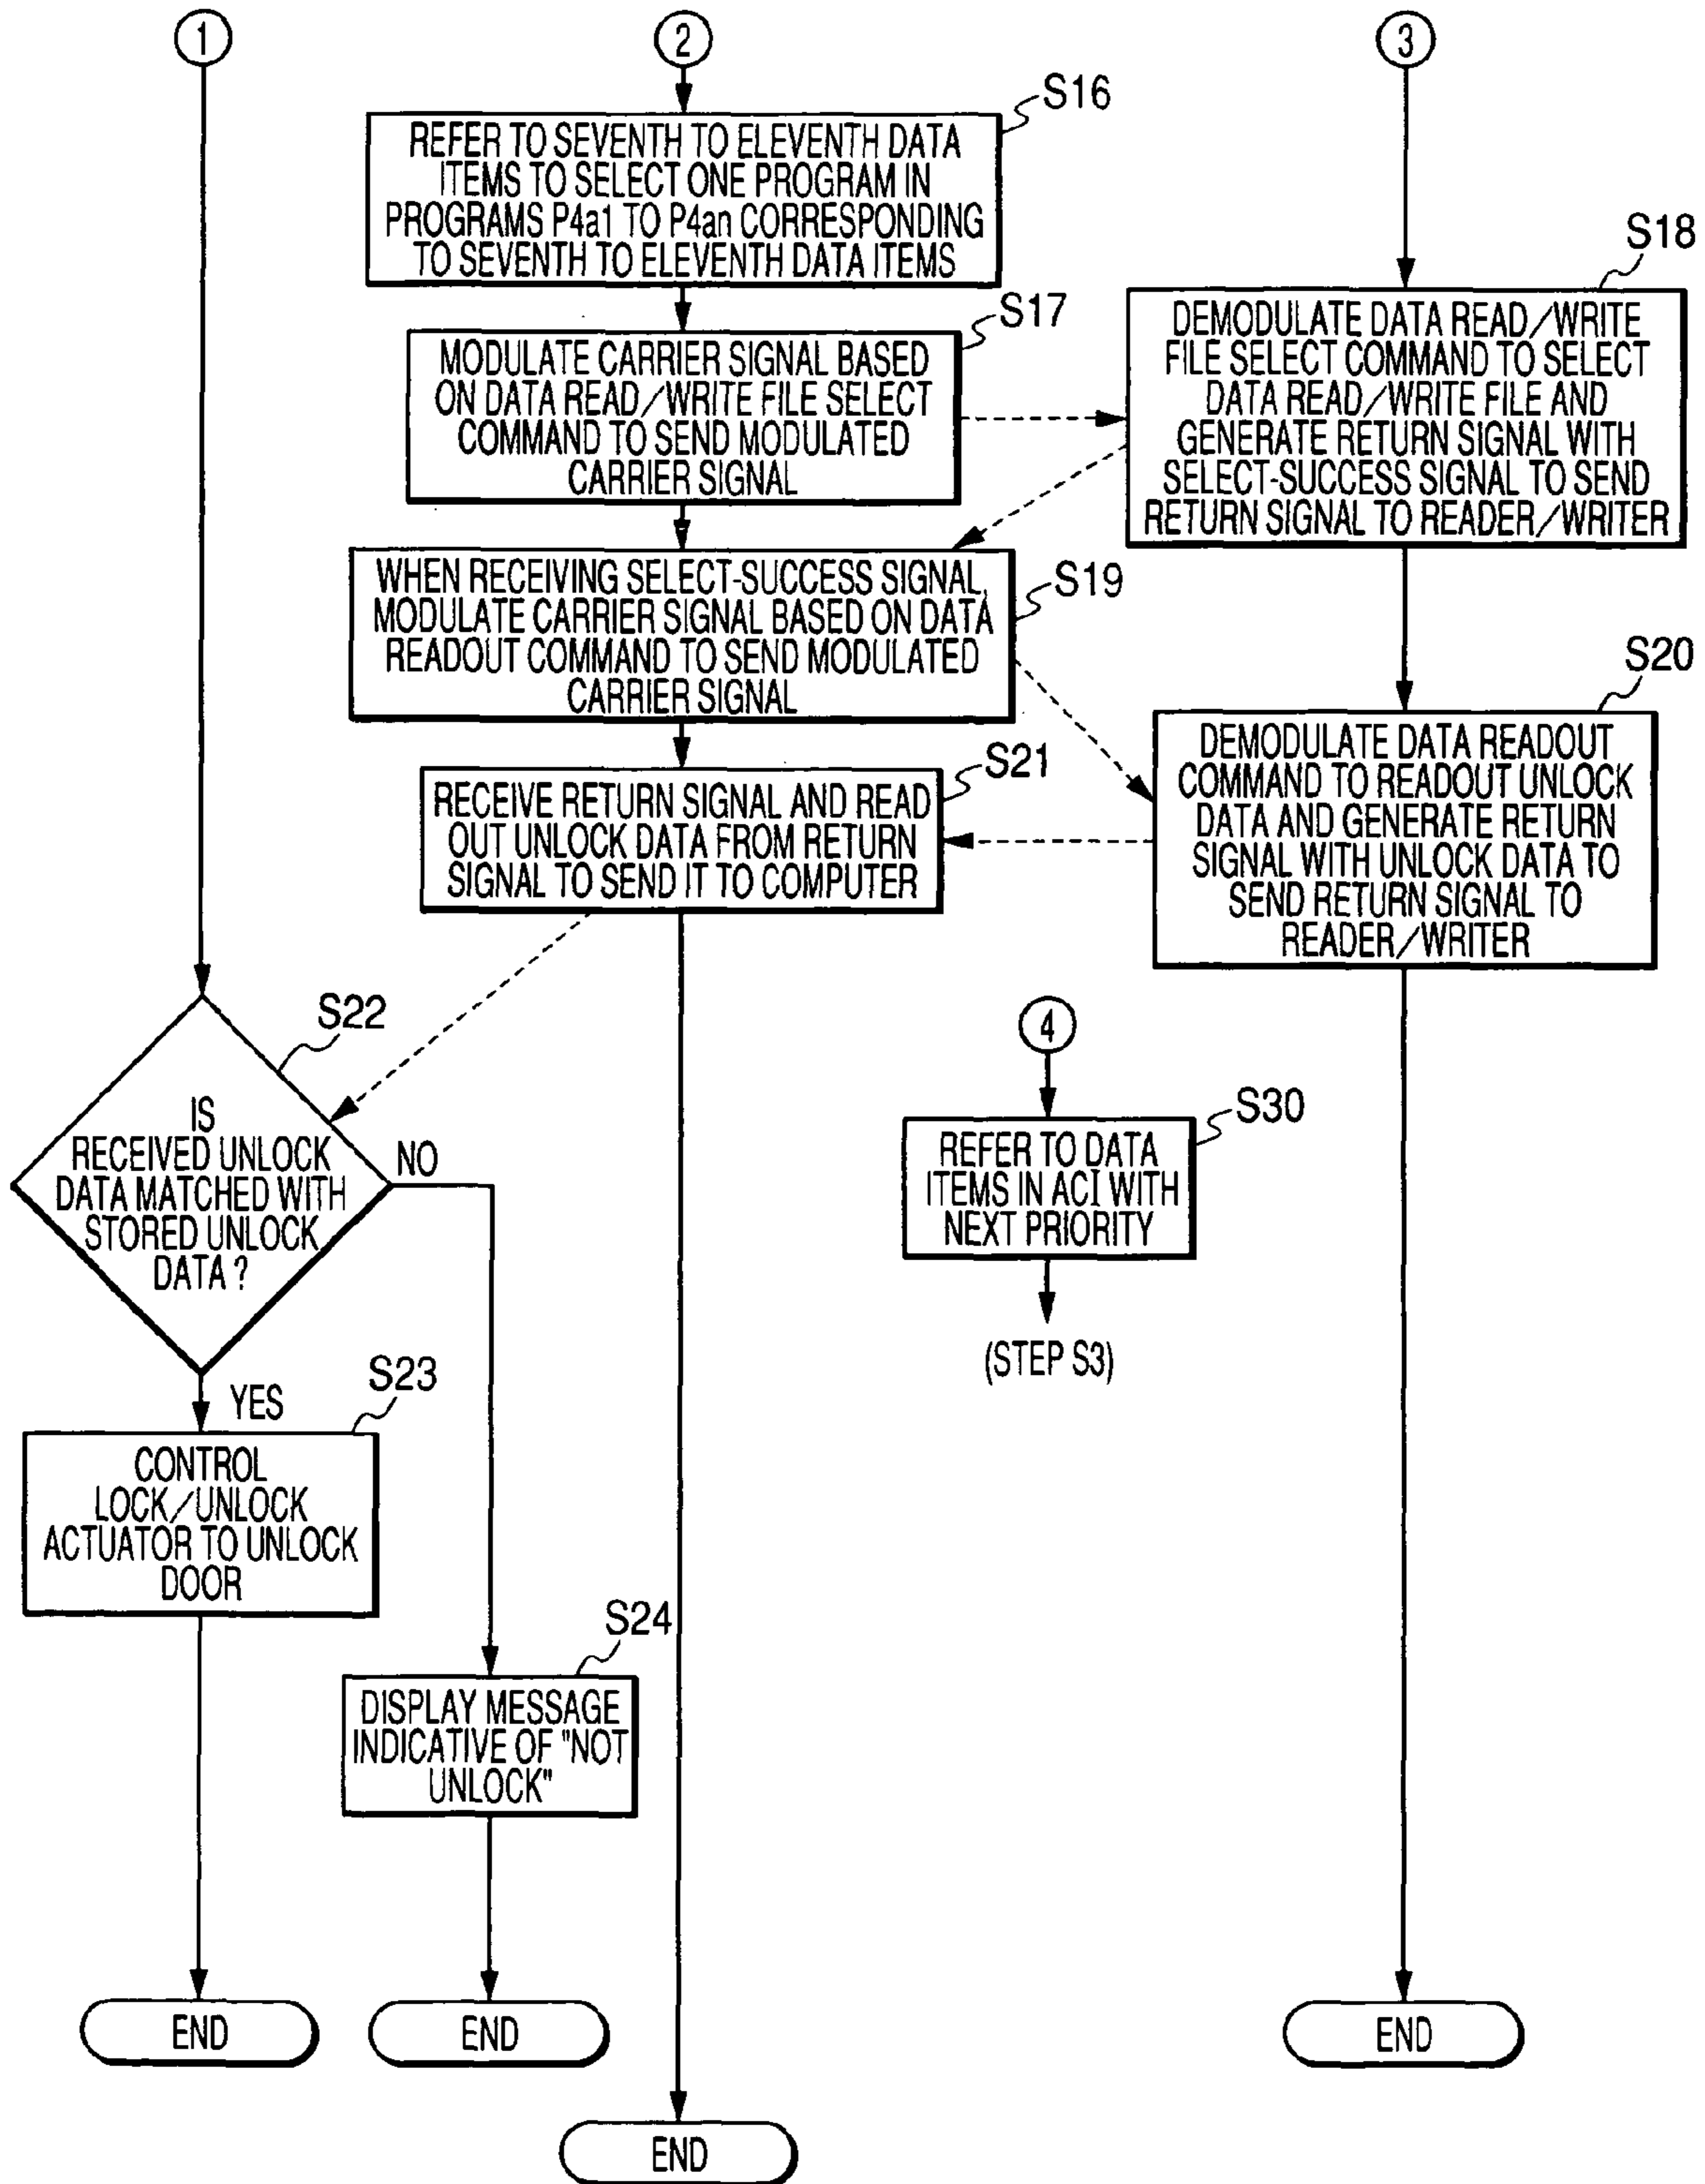 1
2
3
S16
REFER TO SEVENTH TO ELEVENTH DATA
ITEMS TO SELECT ONE PROGRAM IN
PROGRAMS P4a1 TO P4an CORRESPONDING
TO SEVENTH TO ELEVENTH DATA ITEMS
S17
MODULATE CARRIER SIGNAL BASED
ON DATA READ/WRITE FILE SELECT
COMMAND TO SEND MODULATED
CARRIER SIGNAL
S18
DEMODULATE DATA READ/WRITE
FILE SELECT COMMAND TO SELECT
DATA READ/WRITE FILE AND
GENERATE RETURN SIGNAL WITH
SELECT-SUCCESS SIGNAL TO SEND
RETURN SIGNAL TO READER/WRITER
S19
WHEN RECEIVING SELECT-SUCCESS SIGNAL,
MODULATE CARRIER SIGNAL BASED ON DATA
READOUT COMMAND TO SEND MODULATED
CARRIER SIGNAL
S20
DEMODULATE DATA READOUT
COMMAND TO READOUT UNLOCK
DATA AND GENERATE RETURN
SIGNAL WITH UNLOCK DATA TO
SEND RETURN SIGNAL TO
READER/WRITER
S21
RECEIVE RETURN SIGNAL AND READ
OUT UNLOCK DATA FROM RETURN
SIGNAL TO SEND IT TO COMPUTER
S22
IS
RECEIVED UNLOCK
DATA MATCHED WITH
STORED UNLOCK
DATA ?
NO
YES
4
S30
REFER TO DATA
ITEMS IN ACI WITH
NEXT PRIORITY
(STEP S3)
S23
CONTROL
LOCK/UNLOCK
ACTUATOR TO UNLOCK
DOOR
S24
DISPLAY MESSAGE
INDICATIVE OF "NOT
UNLOCK"
END
END
END
END